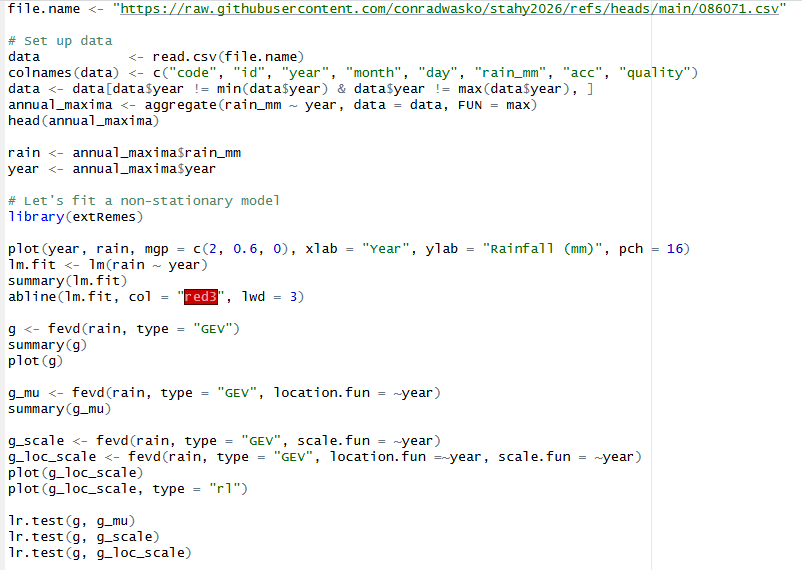 file.name <- "https://raw.githubusercontent.com/conradwasko/stahy2026/refs/heads/main/086071.csv"
# Set up data
data         <- read.csv(file.name)
colnames(data) <- c("code", "id", "year", "month", "day", "rain_mm", "acc", "quality")
data <- data[data$year != min(data$year) & data$year != max(data$year), ]
annual_maxima <- aggregate(rain_mm ~ year, data = data, FUN = max)
head(annual_maxima)
rain <- annual_maxima$rain_mm
year <- annual_maxima$year
# Let's fit a non-stationary model
library(extRemes)
plot(year, rain, mgp = c(2, 0.6, 0), xlab = "Year", ylab = "Rainfall (mm)", pch = 16)
lm.fit <- lm(rain ~ year)
summary(lm.fit)
abline(lm.fit, col = "red3", lwd = 3)
g <- fevd(rain, type = "GEV")
summary(g)
plot(g)
g_mu <- fevd(rain, type = "GEV", location.fun = ~year)
summary(g_mu)
g_scale <- fevd(rain, type = "GEV", scale.fun = ~year)
g_loc_scale <- fevd(rain, type = "GEV", location.fun =~year, scale.fun = ~year)
plot(g_loc_scale)
plot(g_loc_scale, type = "rl")
lr.test(g, g_mu)
lr.test(g, g_scale)
lr.test(g, g_loc_scale)